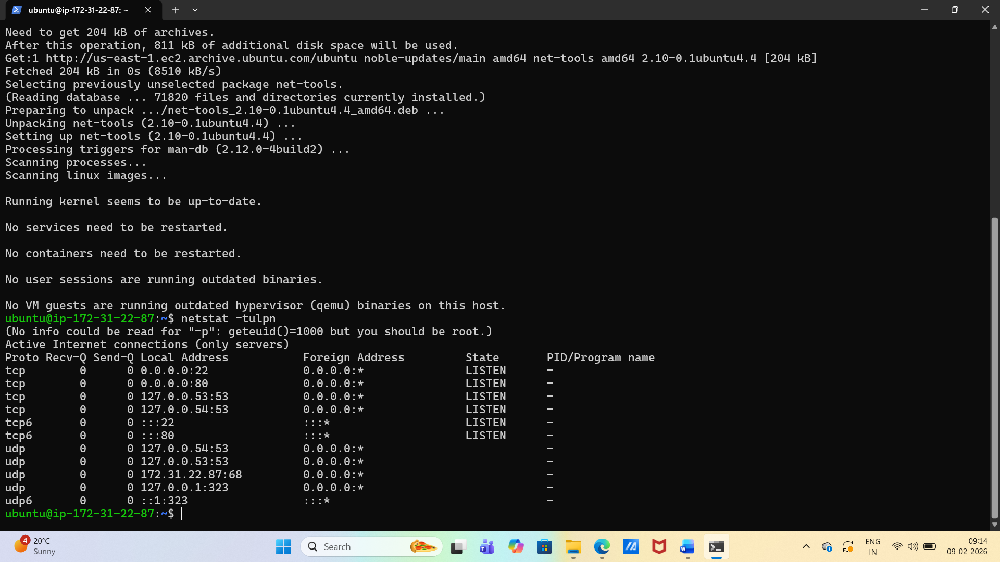 ubuntu@ip-172-31-22-87: ~
Need to get 204 kB of archives.
After this operation, 811 kB of additional disk space will be used.
Get:1 http://us-east-1.ec2.archive.ubuntu.com/ubuntu noble-updates/main amd64 net-tools amd64 2.10-0.1ubuntu4.4 [204 kB]
Fetched 204 kB in 0s (8510 kB/s)
Selecting previously unselected package net-tools.
(Reading database ... 71820 files and directories currently installed.)
Preparing to unpack .../net-tools_2.10-0.1ubuntu4.4_amd64.deb ...
Unpacking net-tools (2.10-0.1ubuntu4.4) ...
Setting up net-tools (2.10-0.1ubuntu4.4) ...
Processing triggers for man-db (2.12.0-4build2) ...
Scanning processes...
Scanning linux images...
Running kernel seems to be up-to-date.
No services need to be restarted.
No containers need to be restarted.
No user sessions are running outdated binaries.
No VM guests are running outdated hypervisor (qemu) binaries on this host.
ubuntu@ip-172-31-22-87:~$ netstat -tulpn
(No info could be read for "-p": geteuid()=1000 but you should be root.)
Active Internet connections (only servers)
Proto Recv-Q Send-Q Local Address           Foreign Address         State       PID/Program name
tcp        0      0 0.0.0.0:22              0.0.0.0:*               LISTEN      -
tcp        0      0 0.0.0.0:80              0.0.0.0:*               LISTEN      -
tcp        0      0 127.0.0.53:53           0.0.0.0:*               LISTEN      -
tcp        0      0 127.0.0.54:53           0.0.0.0:*               LISTEN      -
tcp6       0      0 :::22                   :::*                    LISTEN      -
tcp6       0      0 :::80                   :::*                    LISTEN      -
udp        0      0 127.0.0.54:53           0.0.0.0:*                           -
udp        0      0 127.0.0.53:53           0.0.0.0:*                           -
udp        0      0 172.31.22.87:68         0.0.0.0:*                           -
udp        0      0 127.0.0.1:323           0.0.0.0:*                           -
udp6       0      0 ::1:323                 :::*                                -
ubuntu@ip-172-31-22-87:~$
4
20°C
Sunny
Search
ENG
IN
09:14
09-02-2026